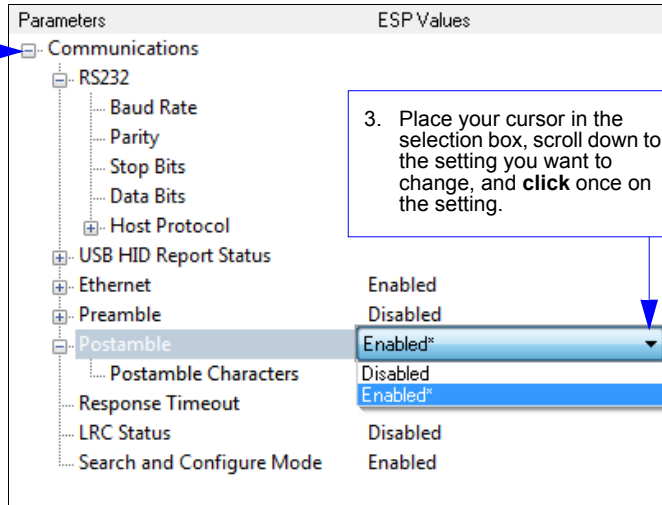 Parameters ESP Values
Communications
RS232
Baud Rate
Parity
Stop Bits
Data Bits
Host Protocol
3. Place your cursor in the
selection box, scroll down to
the setting you want to
change, and click once on
the setting.
USB HID Report Status
Ethernet Enabled
Preamble Disabled
Postamble Enabled*
Postamble Characters Disabled
Enabled*
Response Timeout
LRC Status Disabled
Search and Configure Mode Enabled